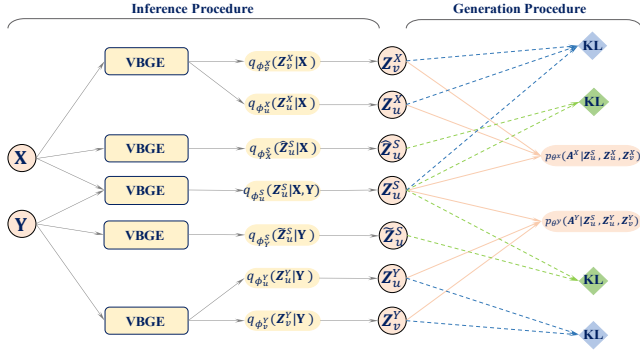 Inference Procedure
Generation Procedure
VBGE
q_{ϕ_v^X}(Z_v^X|X)
Z_v^X
KL
q_{ϕ_u^X}(Z_u^X|X)
Z_u^X
KL
X
VBGE
q_{ϕ_X^S}(Z̄_u^S|X)
Ẑ_u^S
p_{θ^X}(A^X|Z_u^S, Z_u^X, Z_v^X)
VBGE
q_{ϕ_u^S}(Z_u^S|X,Y)
Z_u^S
Y
p_{θ^Y}(A^Y|Z_u^S, Z_u^Y, Z_v^Y)
VBGE
q_{ϕ_Y^S}(Z̃_u^S|Y)
Z̃_u^S
q_{ϕ_u^Y}(Z_u^Y|Y)
Z_u^Y
KL
VBGE
q_{ϕ_v^Y}(Z_v^Y|Y)
Z_v^Y
KL